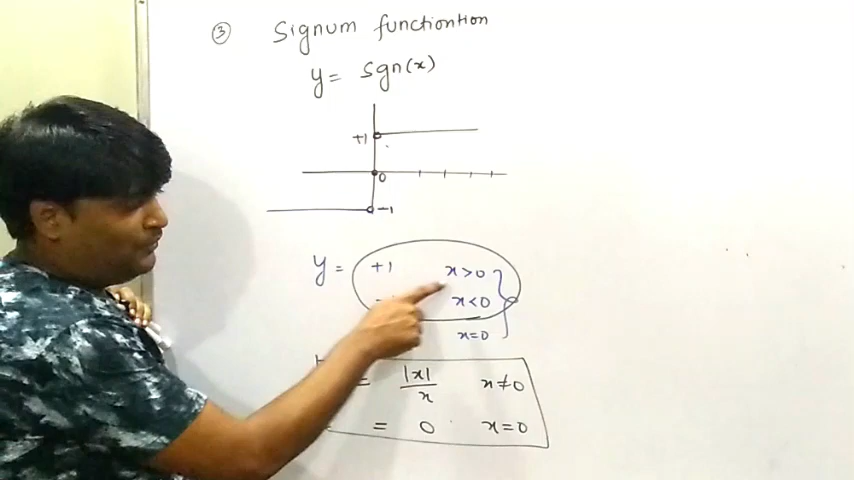 ③ Signum functiontion
y = sgn(x)
+1
0
-1
y = +1 x>0
x<0
x=0
= |x|/x x≠0
= 0 x=0